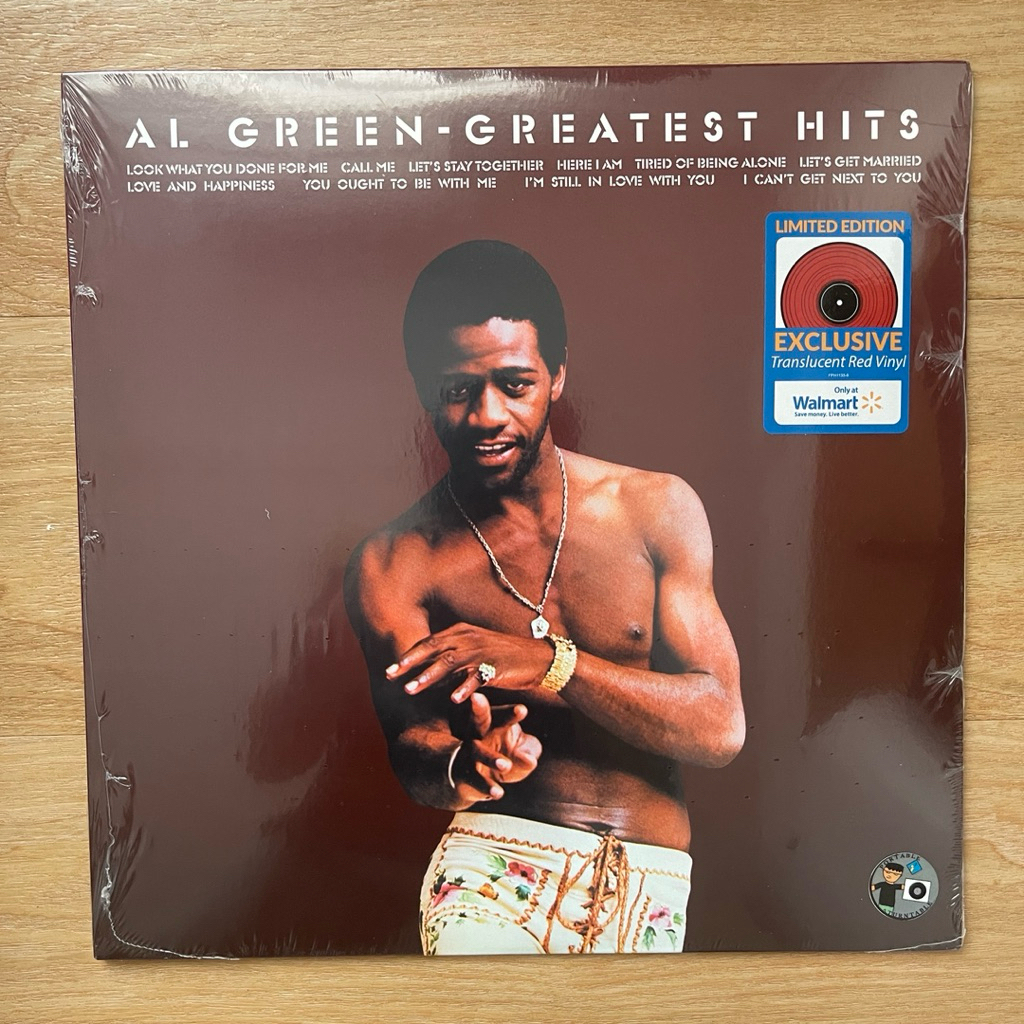 AL GREEN-GREATEST HITS
LOOK WHAT YOU DONE FOR ME CALL ME LET'S STAY TOGETHER HERE I AM TIRED OF BEING ALONE LET'S GET MARRIED
LOVE AND HAPPINESS YOU OUGHT TO BE WITH ME I'M STILL IN LOVE WITH YOU I CAN'T GET NEXT TO YOU
LIMITED EDITION
EXCLUSIVE
Translucent Red Vinyl
Only at
Walmart
Save money. Live better.
PORTABLE
TURNTABLE